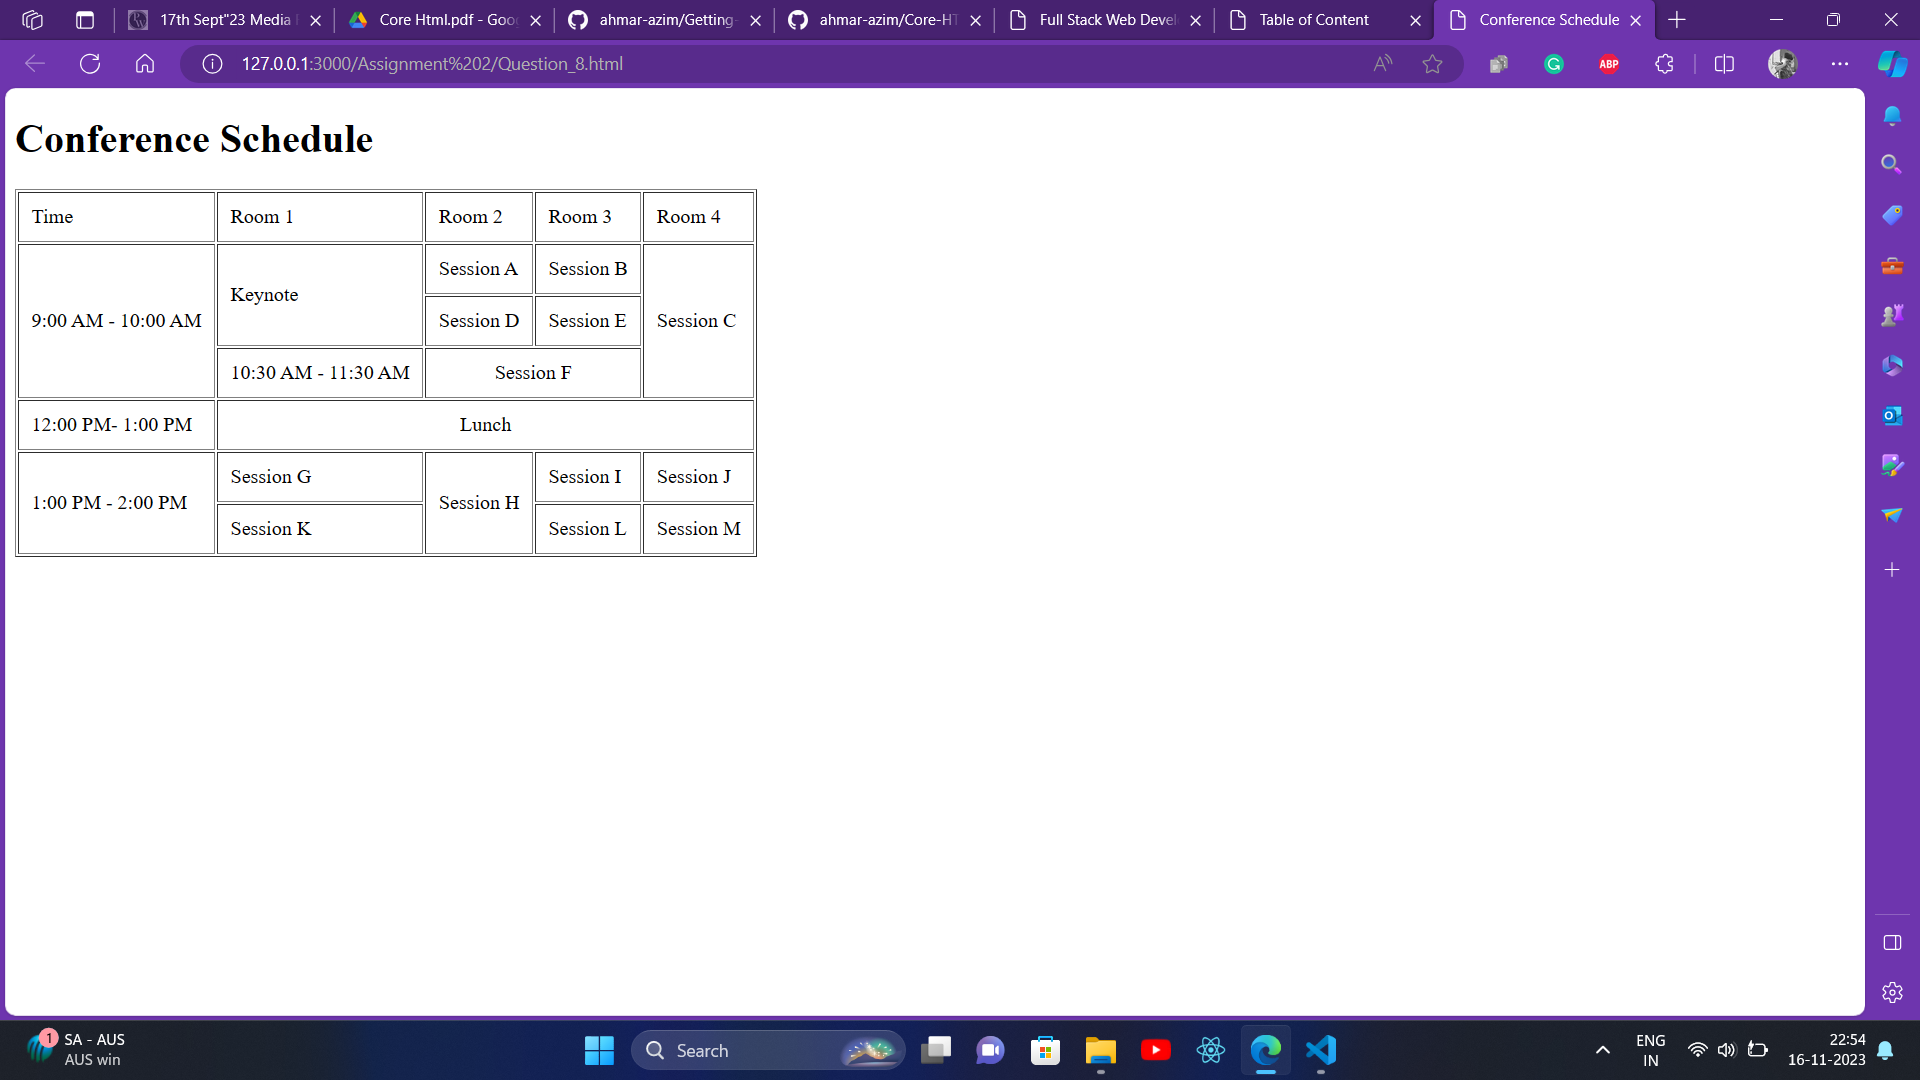 17th Sept"23 Media
Core Html.pdf - Goo
ahmar-azim/Getting-
ahmar-azim/Core-HT
Full Stack Web Devel
Table of Content
Conference Schedule
127.0.0.1:3000/Assignment%202/Question_8.html
ABP
Conference Schedule
Time Room 1 Room 2 Room 3 Room 4
9:00 AM - 10:00 AM Keynote Session A Session B Session C
Session D Session E
10:30 AM - 11:30 AM Session F
12:00 PM- 1:00 PM Lunch
1:00 PM - 2:00 PM Session G Session H Session I Session J
Session K Session L Session M
1
SA - AUS
AUS win
Search
ENG
IN
22:54
16-11-2023